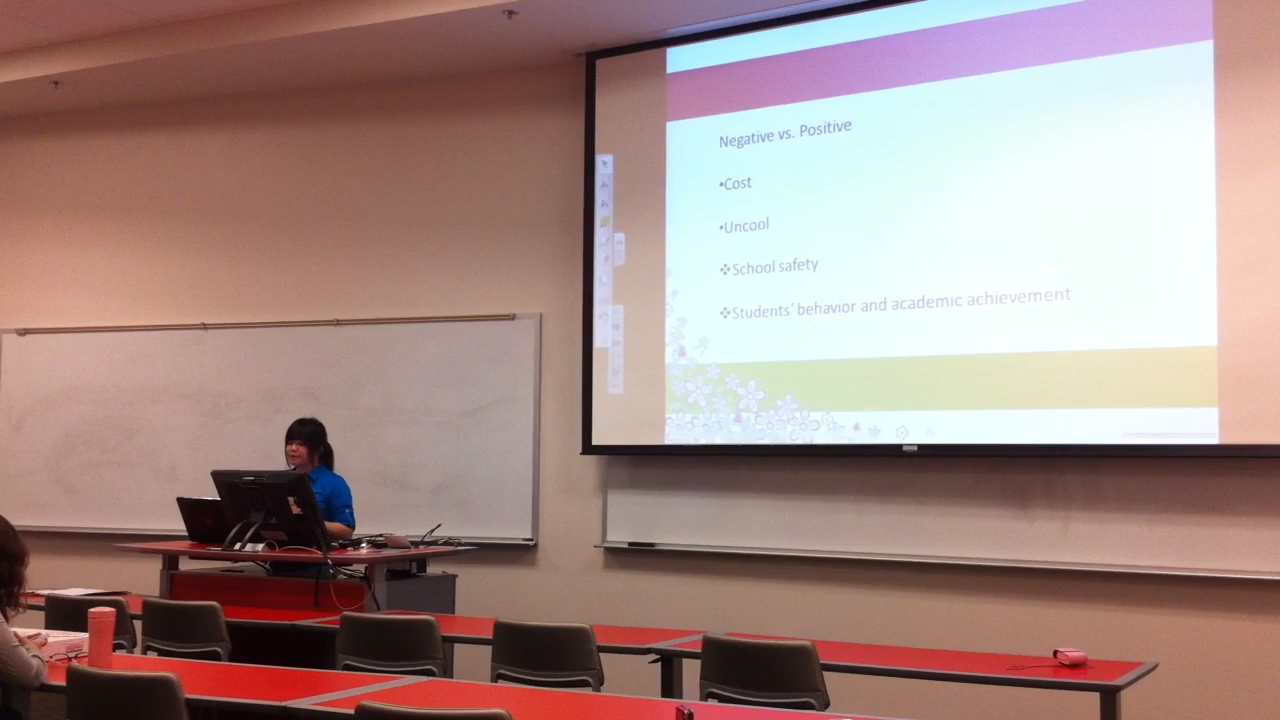 Negative vs. Positive
•Cost
•Uncool
❖School safety
❖Students' behavior and academic achievement